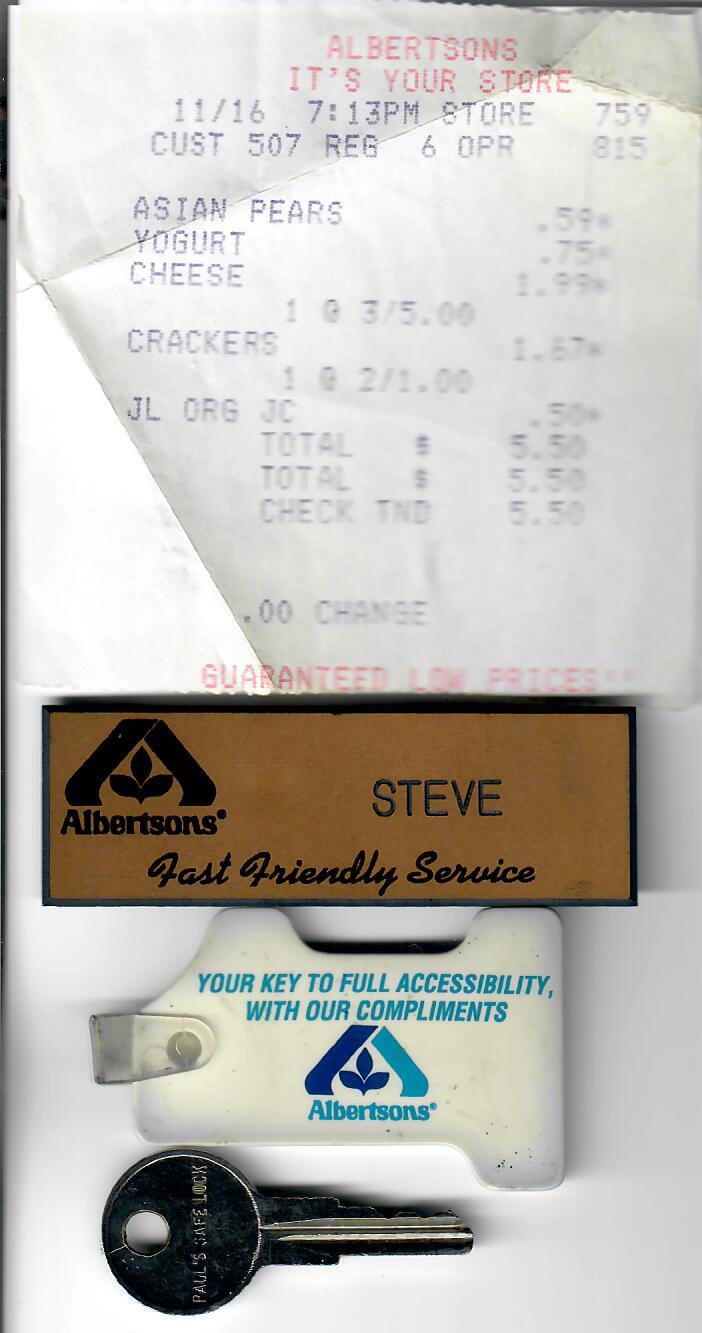 ALBERTSONS
IT'S YOUR STORE
11/16 7:13PM STORE 759
CUST 507 REG 6 OPR 815
ASIAN PEARS .59*
YOGURT .75*
CHEESE 1.99*
1 @ 3/5.00
CRACKERS 1.67*
1 @ 2/1.00
JL ORG JC .50*
TOTAL $ 5.50
TOTAL $ 5.50
CHECK TND 5.50
.00 CHANGE
GUARANTEED LOW PRICES!!
Albertsons®
STEVE
Fast Friendly Service
YOUR KEY TO FULL ACCESSIBILITY,
WITH OUR COMPLIMENTS
Albertsons®
PAUL'S SAFE LOCK